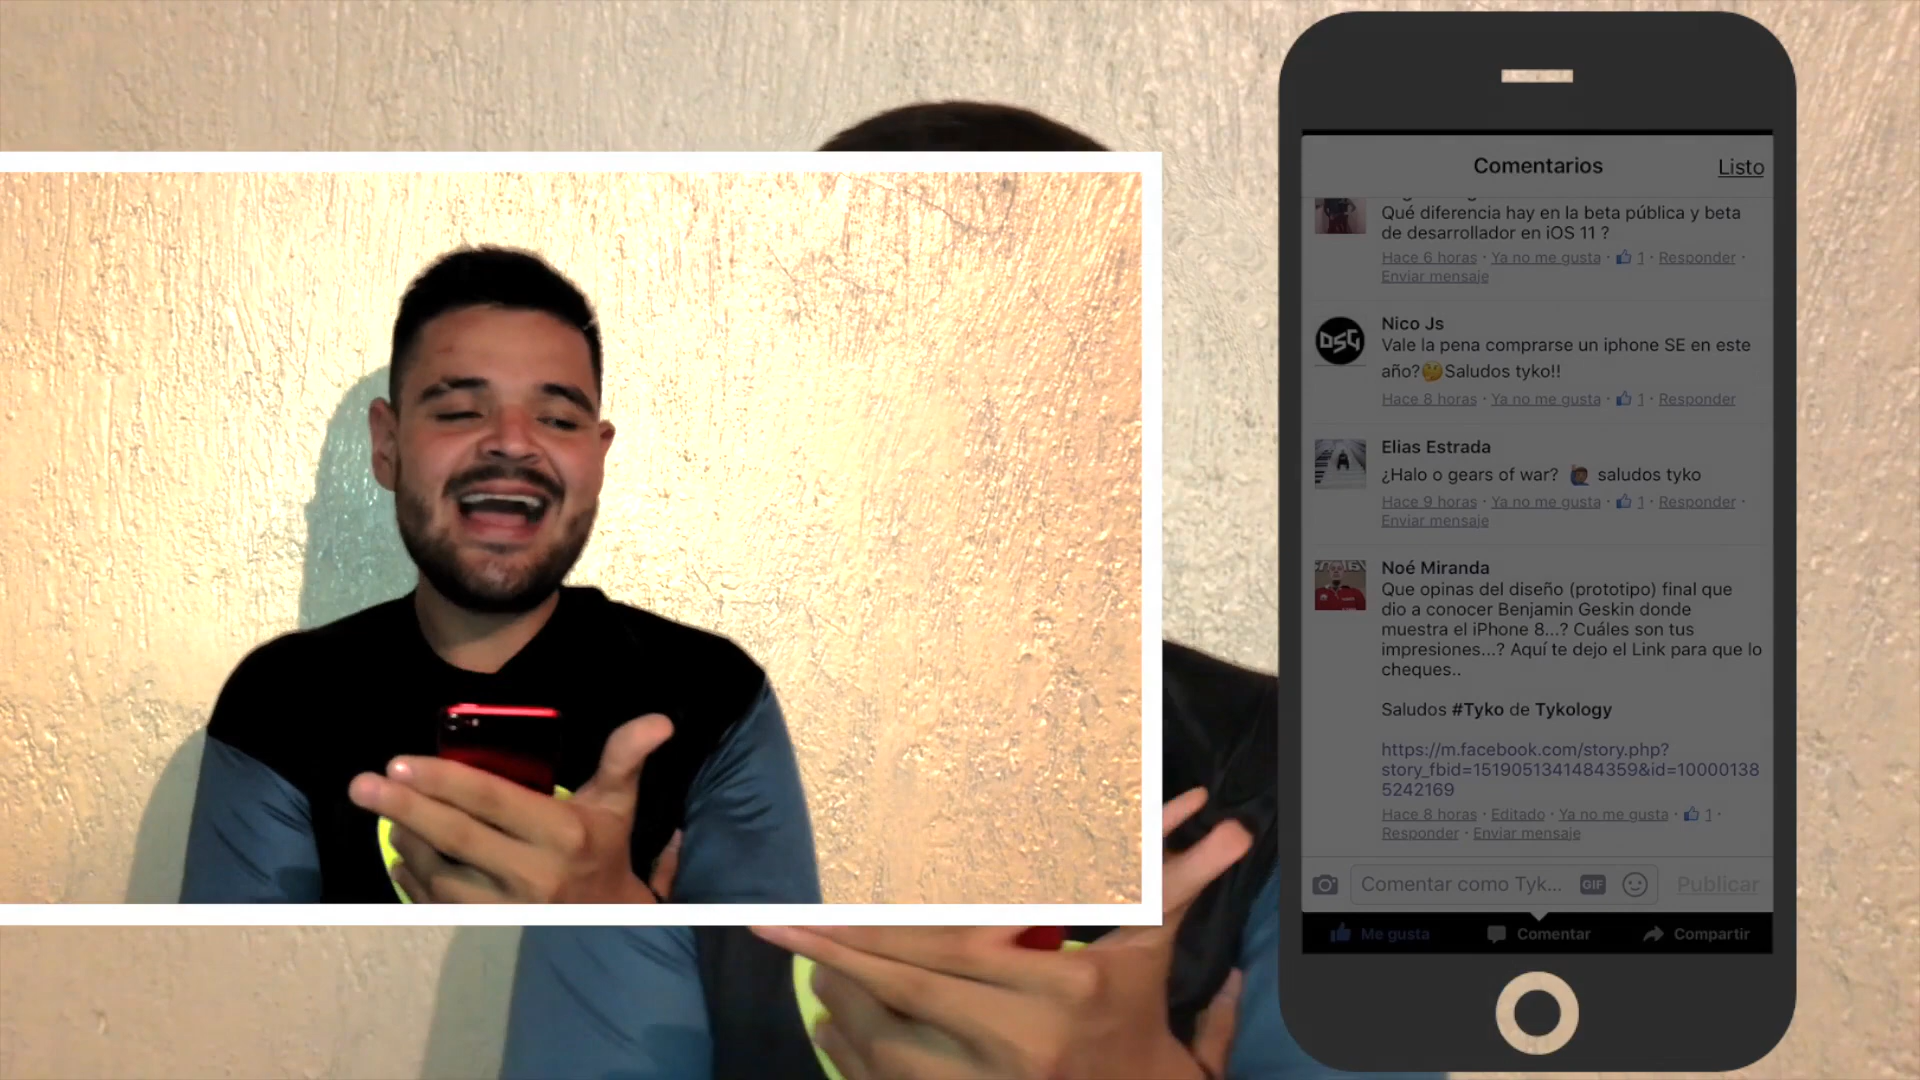 Comentarios
Listo
Qué diferencia hay en la beta pública y beta
de desarrollador en iOS 11 ?
Hace 6 horas · Ya no me gusta · 1 · Responder ·
Enviar mensaje
DSG
Nico Js
Vale la pena comprarse un iphone SE en este
año?🤔Saludos tyko!!
Hace 8 horas · Ya no me gusta · 1 · Responder
Elias Estrada
¿Halo o gears of war? 🙋🏾‍♂️ saludos tyko
Hace 9 horas · Ya no me gusta · 1 · Responder ·
Enviar mensaje
Noé Miranda
Que opinas del diseño (prototipo) final que
dio a conocer Benjamin Geskin donde
muestra el iPhone 8...? Cuáles son tus
impresiones...? Aquí te dejo el Link para que lo
cheques..
Saludos #Tyko de Tykology
https://m.facebook.com/story.php?
story_fbid=1519051341484359&id=10000138
5242169
Hace 8 horas · Editado · Ya no me gusta · 1 ·
Responder · Enviar mensaje
Comentar como Tyk...
GIF
Publicar
Me gusta
Comentar
Compartir